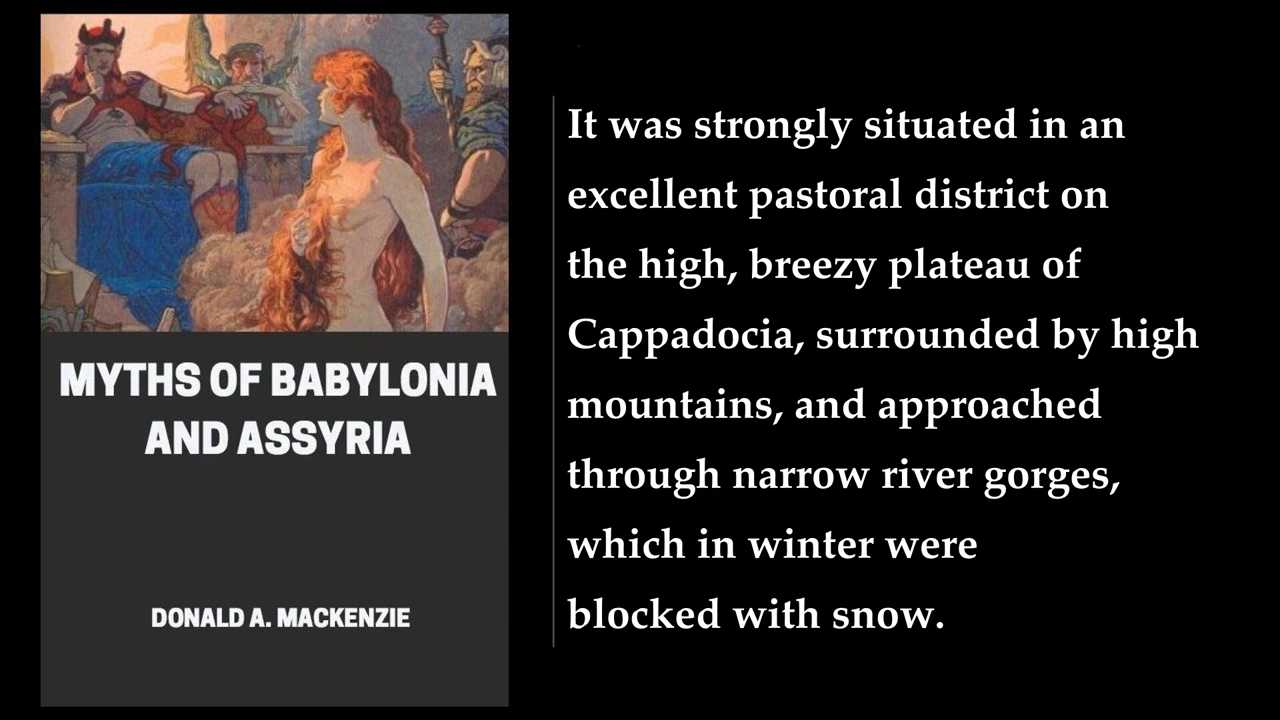 MYTHS OF BABYLONIA
AND ASSYRIA
DONALD A. MACKENZIE
It was strongly situated in an
excellent pastoral district on
the high, breezy plateau of
Cappadocia, surrounded by high
mountains, and approached
through narrow river gorges,
which in winter were
blocked with snow.